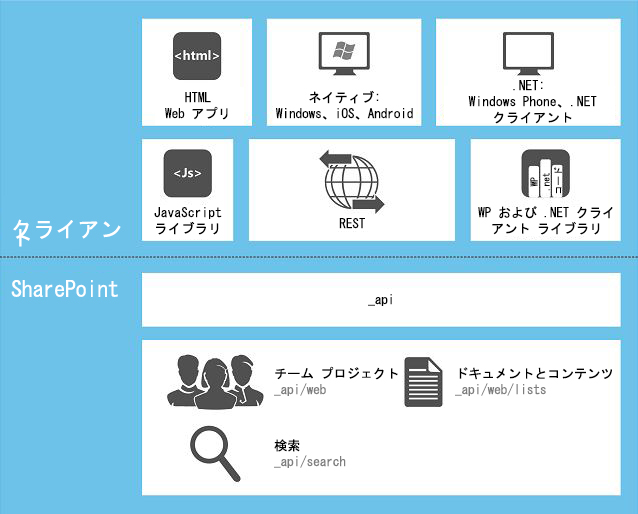 <html>
HTML
Web アプリ
ネイティブ:
Windows、iOS、Android
.NET:
Windows Phone、.NET
クライアント
<Js>
JavaScript
ライブラリ
REST
WP
.net
WP および .NET クライ
アント ライブラリ
クライアン
ト
SharePoint
_api
チーム プロジェクト
_api/web
ドキュメントとコンテンツ
_api/web/lists
検索
_api/search